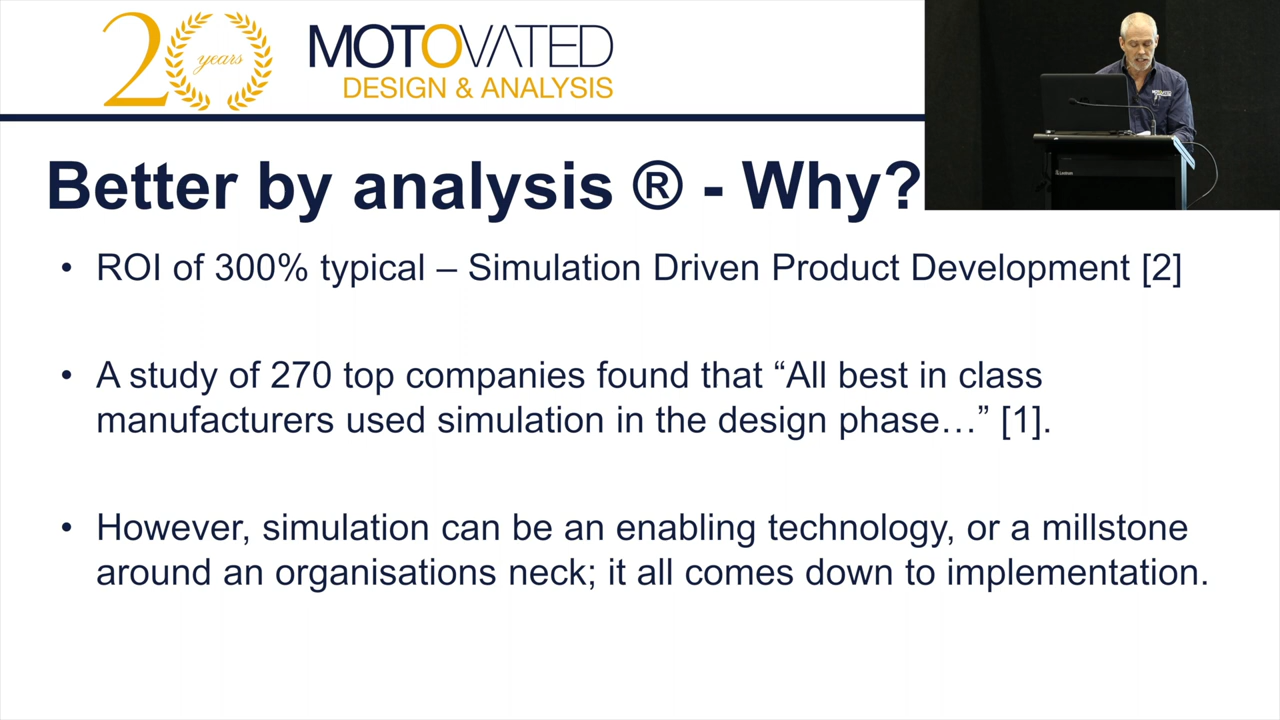 20 years
MOTOVATED
DESIGN & ANALYSIS
Better by analysis ® - Why?
• ROI of 300% typical – Simulation Driven Product Development [2]
• A study of 270 top companies found that “All best in class
manufacturers used simulation in the design phase…” [1].
• However, simulation can be an enabling technology, or a millstone
around an organisations neck; it all comes down to implementation.